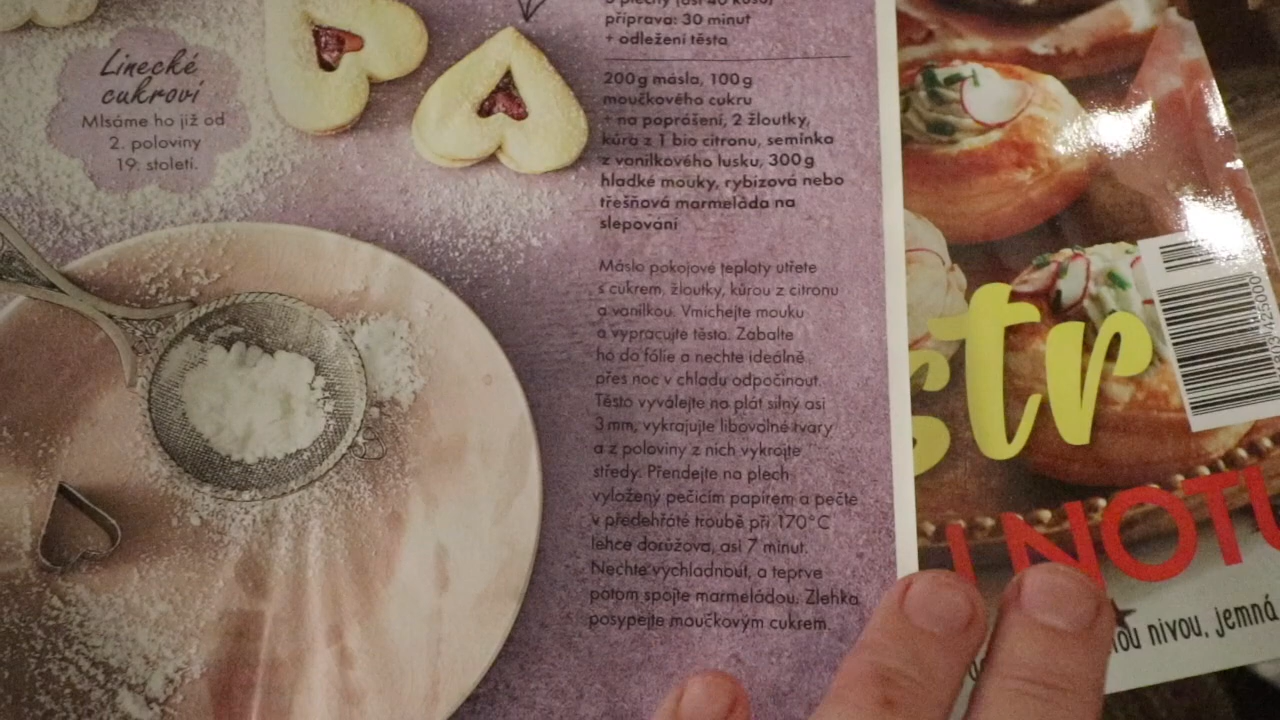 Linecké
cukroví
Mlsáme ho již od
2. poloviny
19. století.
příprava: 30 minut
+ odležení těsta
200 g másla, 100 g
moučkového cukru
+ na poprášení, 2 žloutky,
kůra z 1 bio citronu, semínka
z vanilkového lusku, 300 g
hladké mouky, rybízová nebo
třešňová marmeláda na
slepování
Máslo pokojové teploty utřete
s cukrem, žloutky, kůrou z citronu
a vanilkou. Vmíchejte mouku
a vypracujte těsto. Zabalte
ho do fólie a nechte ideálně
přes noc v chladu odpočinout.
Těsto vyválejte na plát silný asi
3 mm, vykrajujte libovolné tvary
a z poloviny z nich vykrojte
středy. Přendejte na plech
vyložený pečicím papírem a pečte
v předehřáté troubě při 170°C
lehce dorůžova, asi 7 minut.
Nechte vychladnout, a teprve
potom spojte marmeládou. Zlehka
posypejte moučkovým cukrem.
str
NOTU
ou nivou, jemná